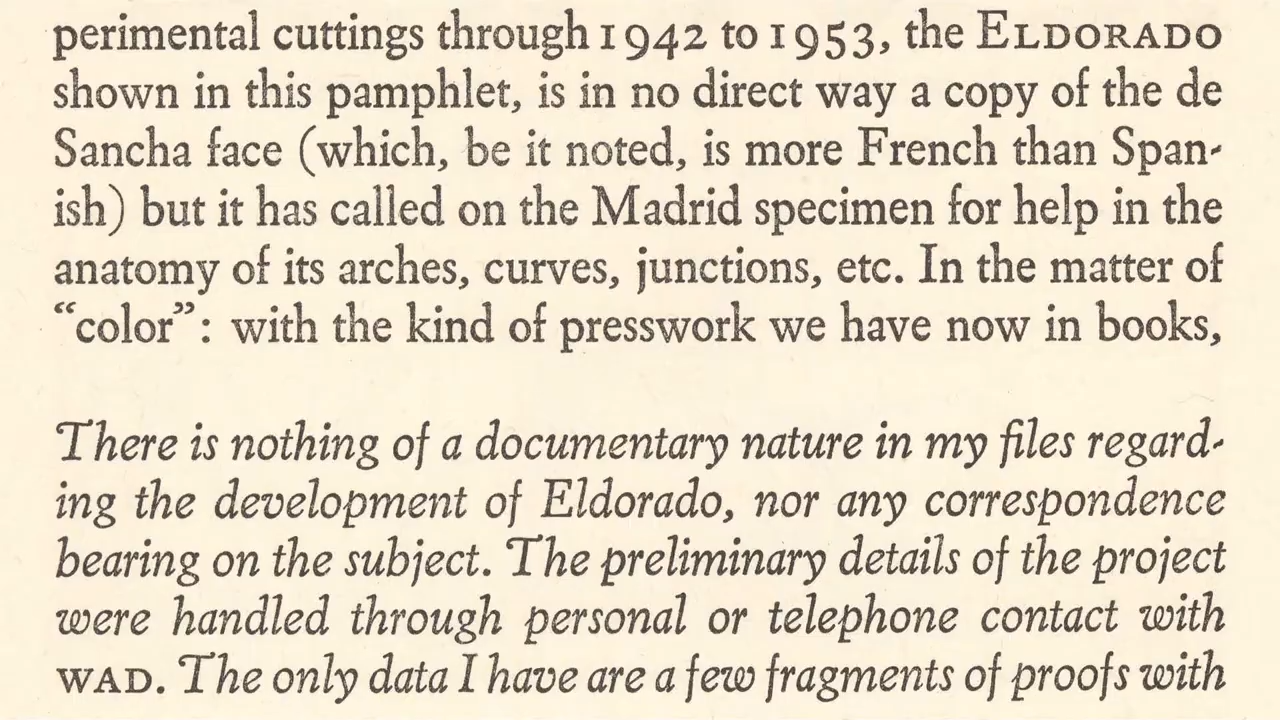 perimental cuttings through 1942 to 1953, the ELDORADO
shown in this pamphlet, is in no direct way a copy of the de
Sancha face (which, be it noted, is more French than Span-
ish) but it has called on the Madrid specimen for help in the
anatomy of its arches, curves, junctions, etc. In the matter of
“color”: with the kind of presswork we have now in books,
There is nothing of a documentary nature in my files regard-
ing the development of Eldorado, nor any correspondence
bearing on the subject. The preliminary details of the project
were handled through personal or telephone contact with
WAD. The only data I have are a few fragments of proofs with